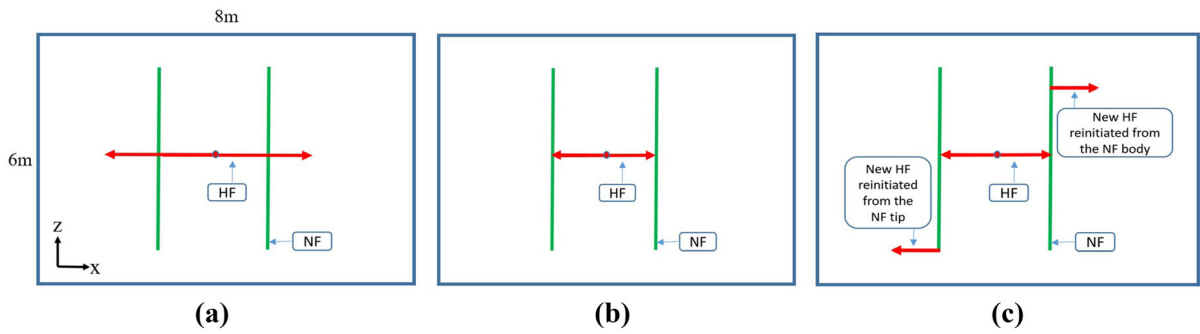 8m
6m
HF
NF
Z
X
(a)
HF
NF
(b)
New HF
reinitiated from
the NF body
HF
New HF
reinitiated
from the
NF tip
NF
(c)